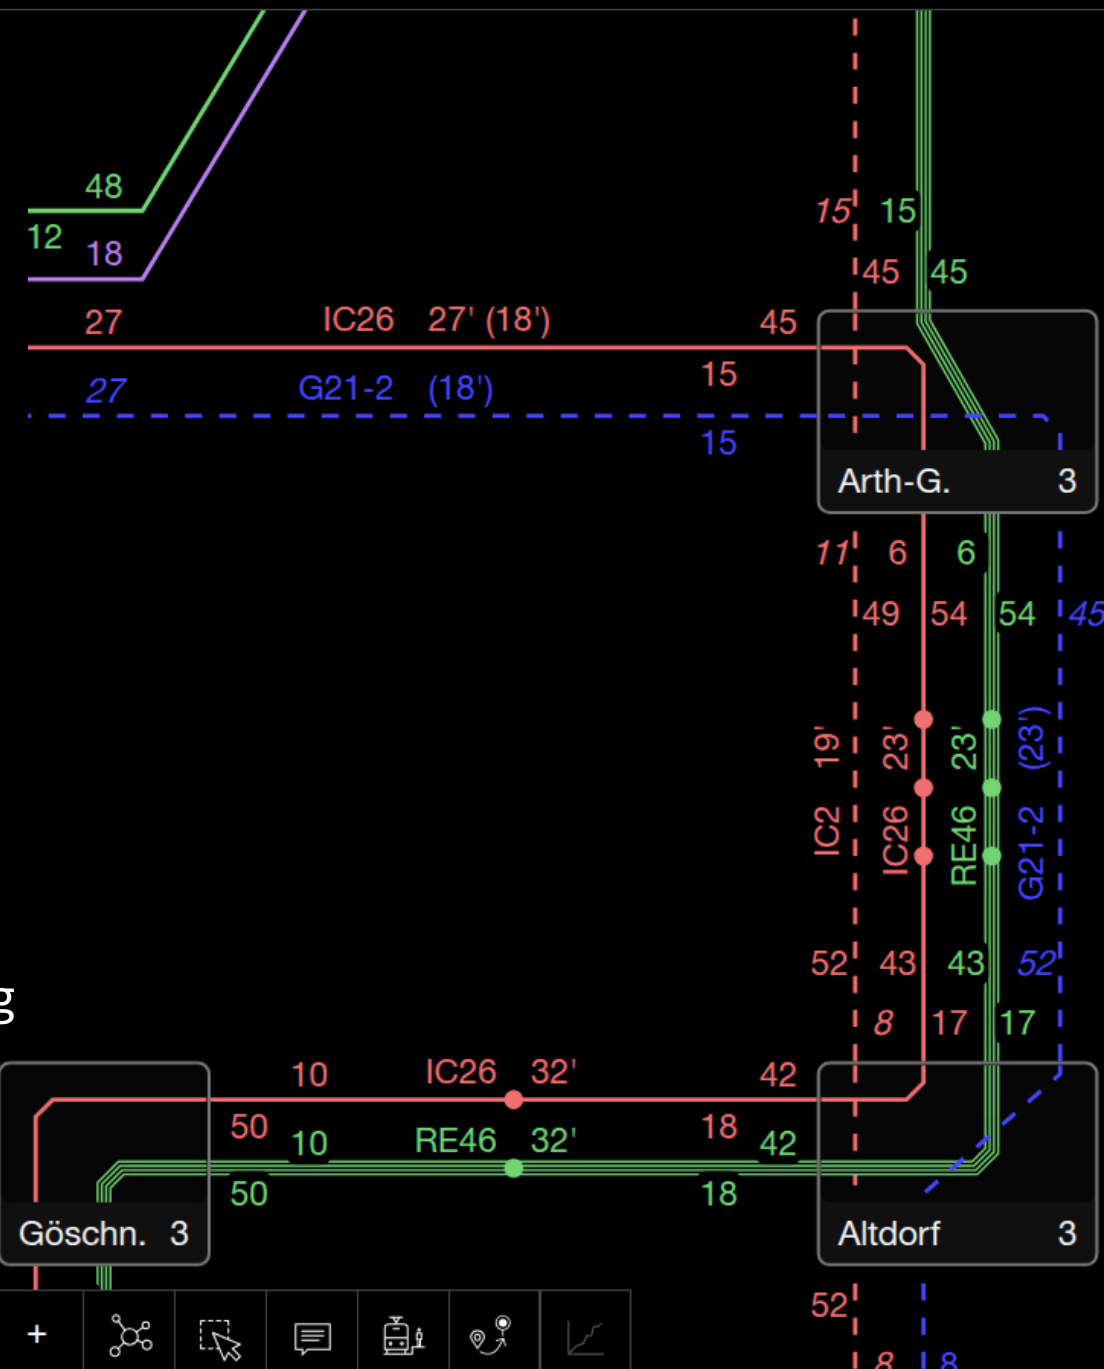 48
12
18
27 IC26 27' (18') 45
15
27 G21-2 (18')
15
15 15
45 45
Arth-G. 3
11 6 6
49 54 54 45
IC2 19'
IC26 23'
RE46 23'
G21-2 (23')
52 43 43 52
8 17 17
g
10 IC26 32' 42
50 18
10 RE46 32' 42
50 18
Göschn. 3
Altdorf 3
52
8 8
+